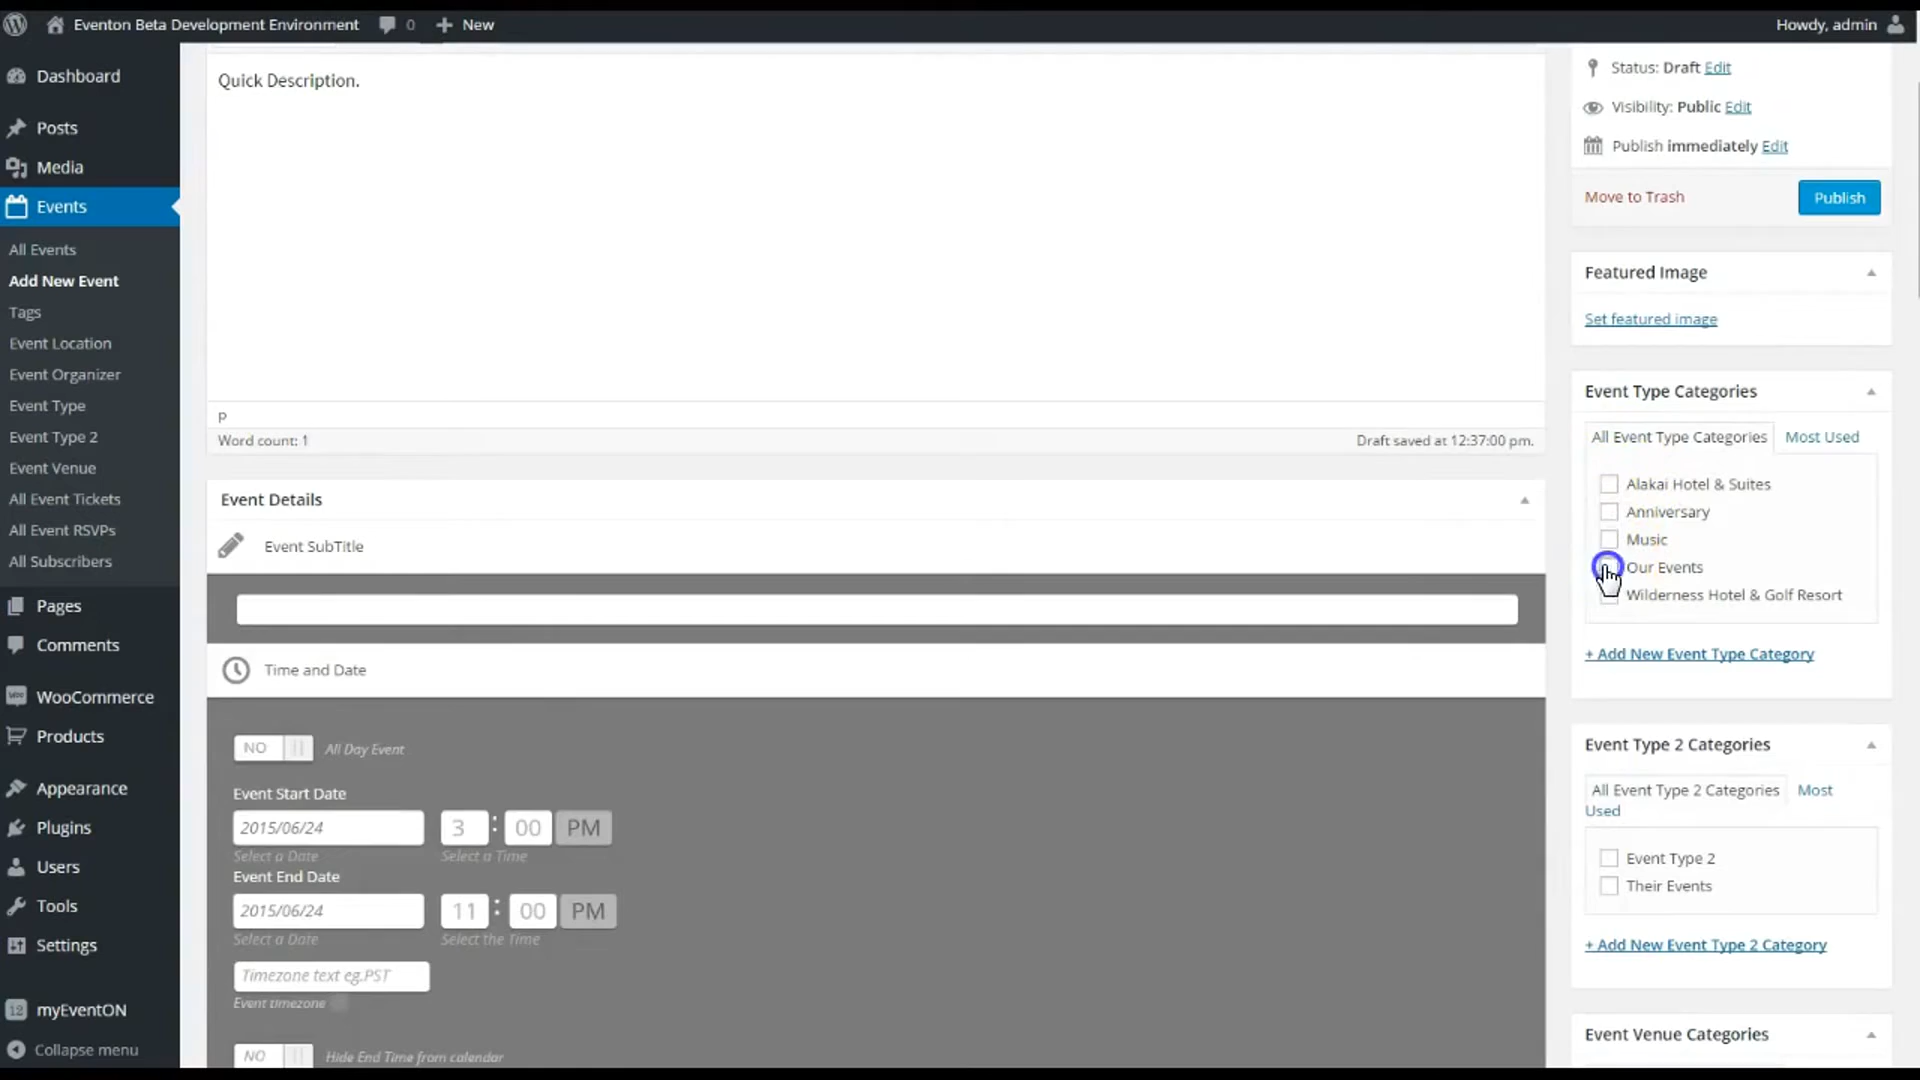 Eventon Beta Development Environment 0 New Howdy, admin
Dashboard
Posts
Media
Events
All Events
Add New Event
Tags
Event Location
Event Organizer
Event Type
Event Type 2
Event Venue
All Event Tickets
All Event RSVPs
All Subscribers
Pages
Comments
WooCommerce
Products
Appearance
Plugins
Users
Tools
Settings
12 myEventON
Collapse menu
Quick Description.
p
Word count: 1 Draft saved at 12:37:00 pm.
Event Details
Event SubTitle
Time and Date
NO All Day Event
Event Start Date
2015/06/24 3 : 00 PM
Select a Date Select a Time
Event End Date
2015/06/24 11 : 00 PM
Select a Date Select the Time
Timezone text eg.PST
Event timezone
NO Hide End Time from calendar
Status: Draft Edit
Visibility: Public Edit
Publish immediately Edit
Move to Trash Publish
Featured Image
Set featured image
Event Type Categories
All Event Type Categories Most Used
Alakai Hotel & Suites
Anniversary
Music
Our Events
Wilderness Hotel & Golf Resort
+ Add New Event Type Category
Event Type 2 Categories
All Event Type 2 Categories Most
Used
Event Type 2
Their Events
+ Add New Event Type 2 Category
Event Venue Categories